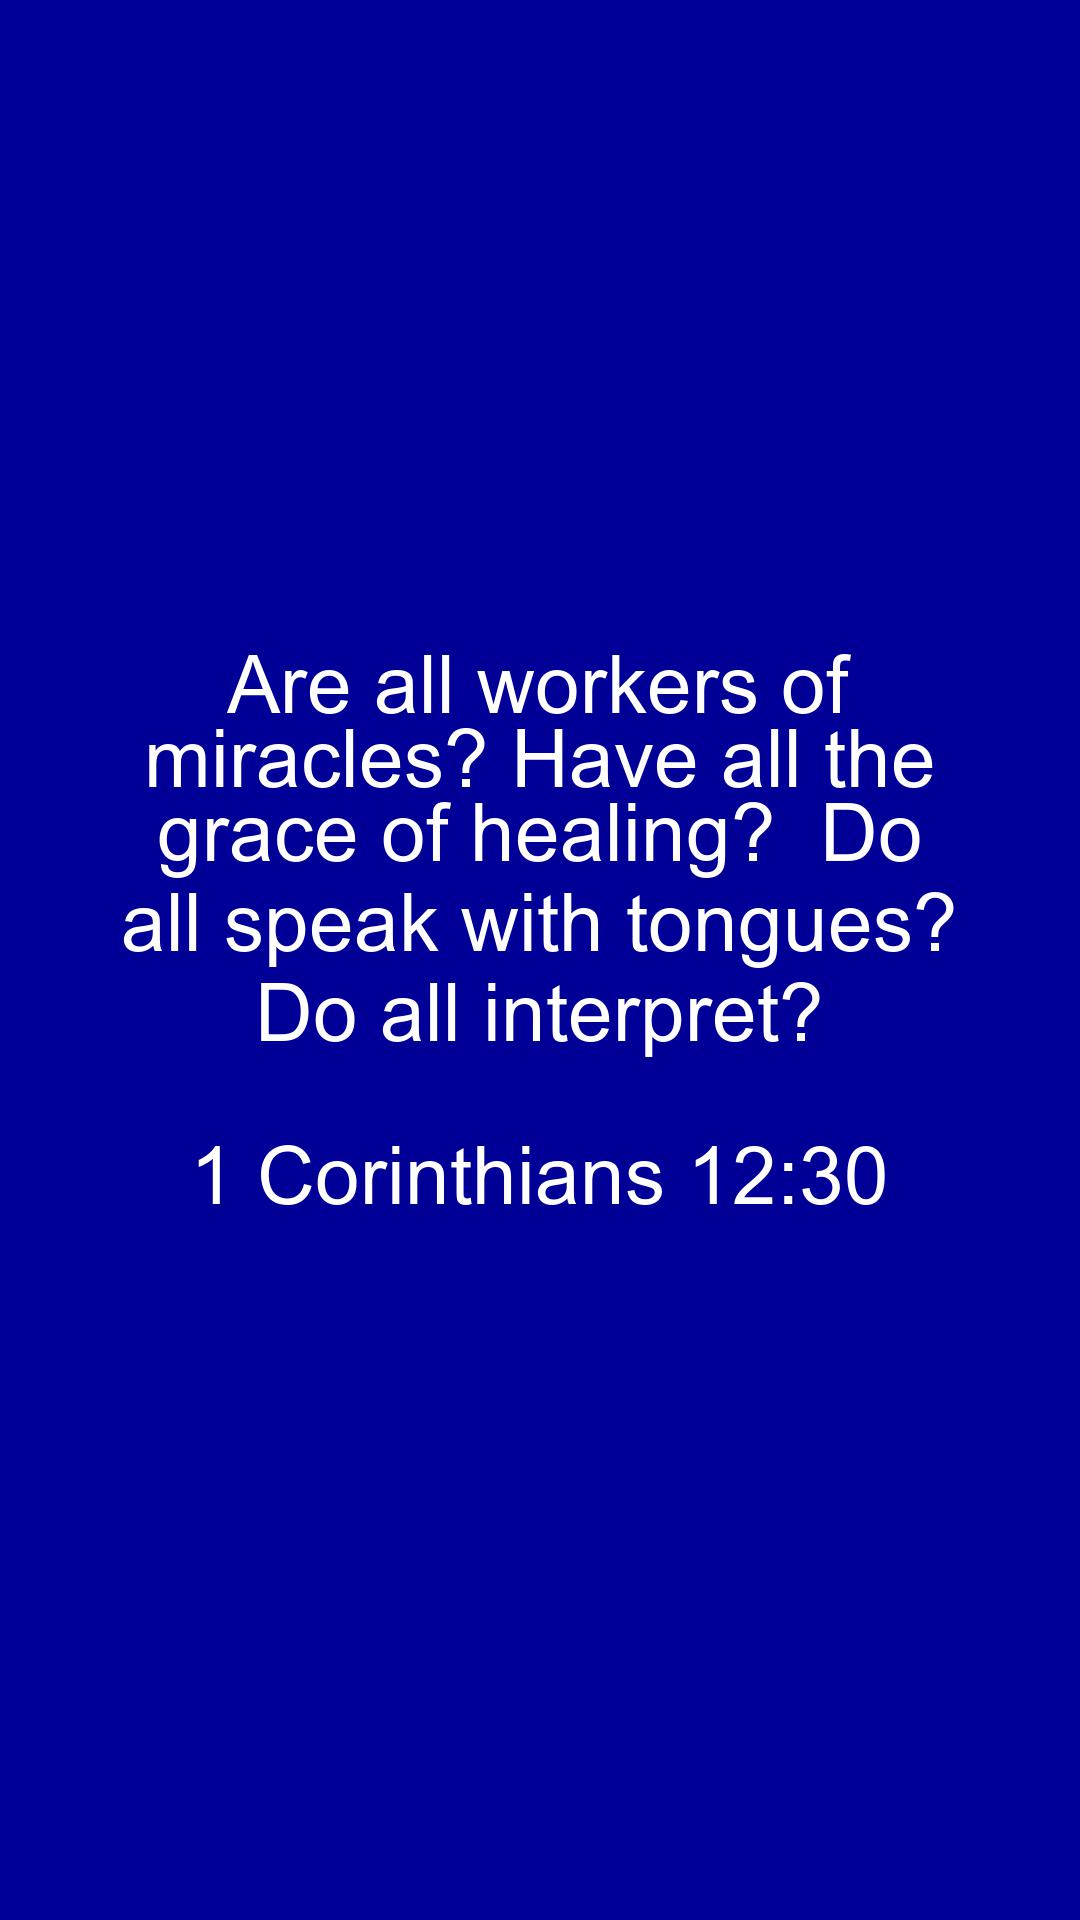 Are all workers of
miracles? Have all the
grace of healing?  Do
all speak with tongues?
Do all interpret?
1 Corinthians 12:30